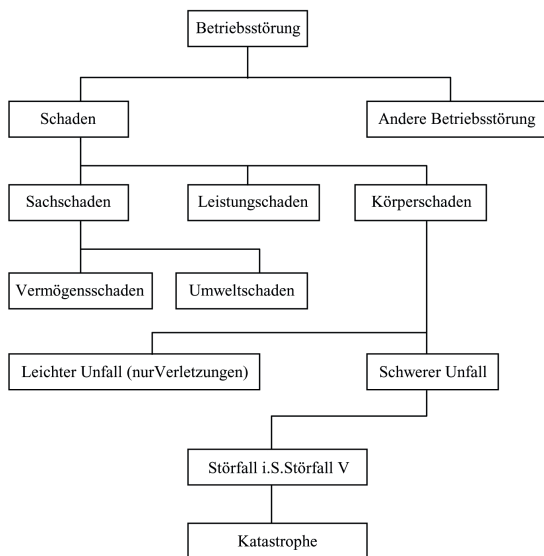 Betriebsstörung
Schaden
Andere Betriebsstörung
Sachschaden
Leistungschaden
Körperschaden
Vermögensschaden
Umweltschaden
Leichter Unfall (nurVerletzungen)
Schwerer Unfall
Störfall i.S.Störfall V
Katastrophe